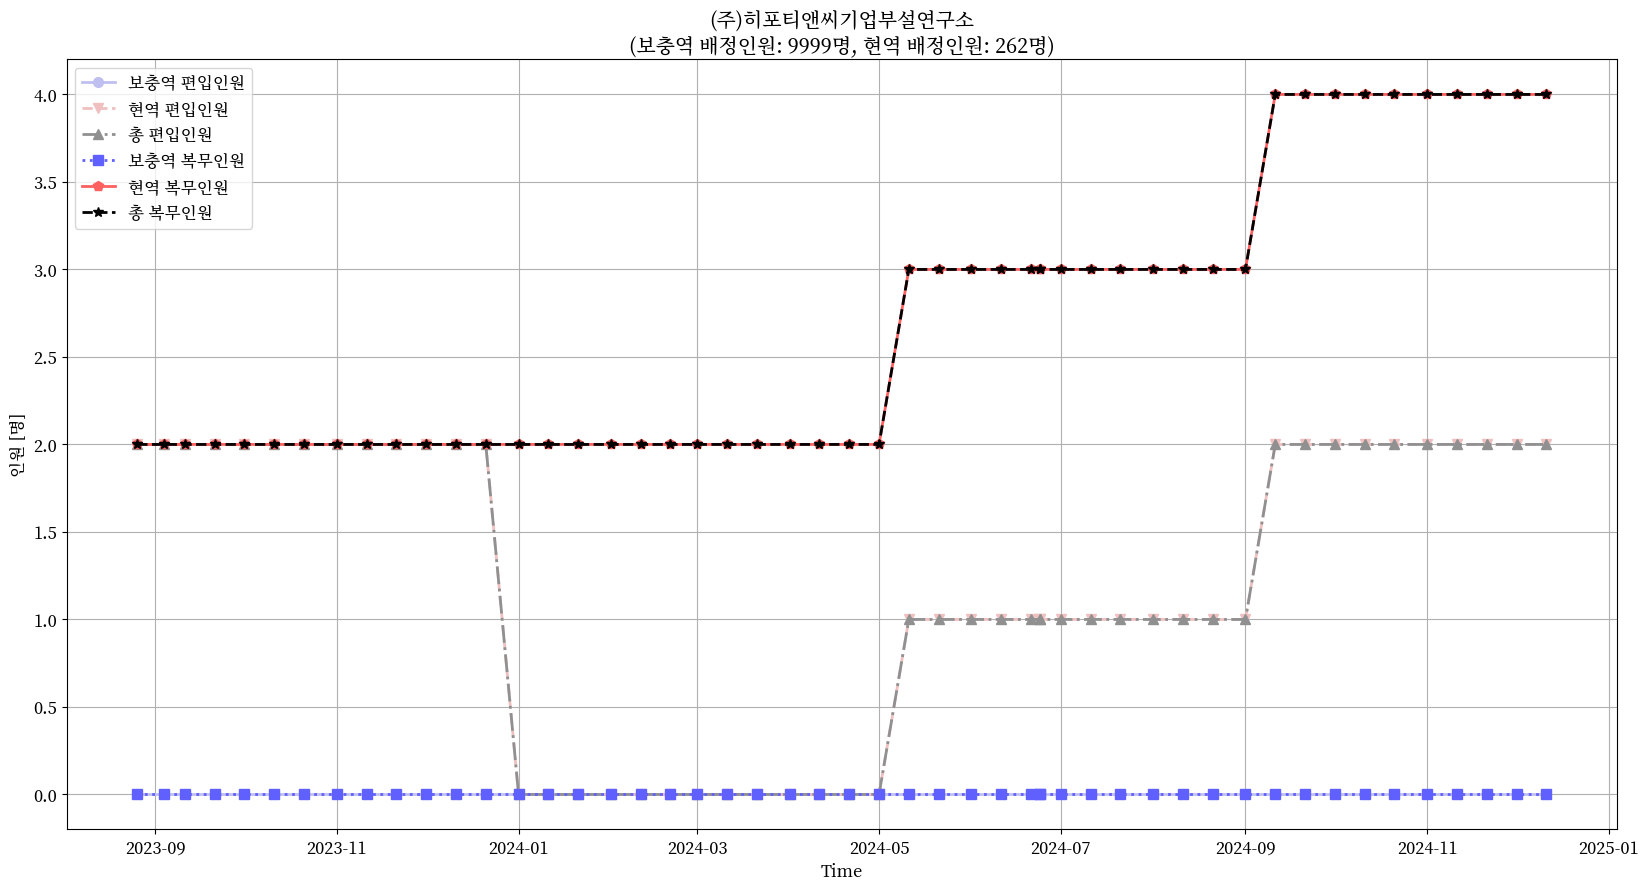 (주)히포티앤씨기업부설연구소
(보충역 배정인원: 9999명, 현역 배정인원: 262명)
보충역 편입인원
현역 편입인원
총 편입인원
보충역 복무인원
현역 복무인원
총 복무인원
4.0
3.5
3.0
2.5
2.0
1.5
1.0
0.5
0.0
인원 [명]
2023-09
2023-11
2024-01
2024-03
2024-05
2024-07
2024-09
2024-11
2025-01
Time